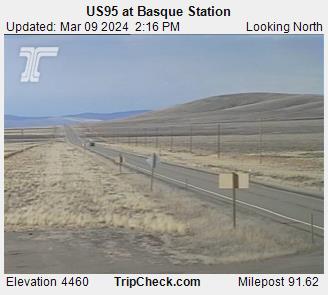 US95 at Basque Station
Updated: Mar 09 2024 2:16 PM Looking North
Elevation 4460 TripCheck.com Milepost 91.62